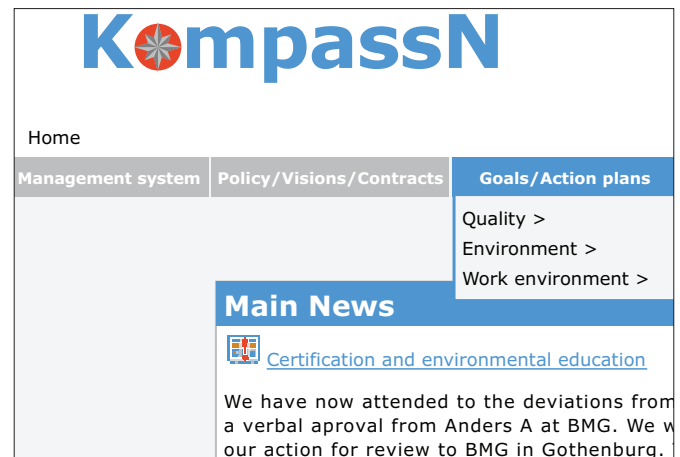 KompassN
Home
Management system Policy/Visions/Contracts Goals/Action plans
Quality >
Environment >
Work environment >
Main News
Certification and environmental education
We have now attended to the deviations from
a verbal aproval from Anders A at BMG. We
our action for review to BMG in Gothenburg.